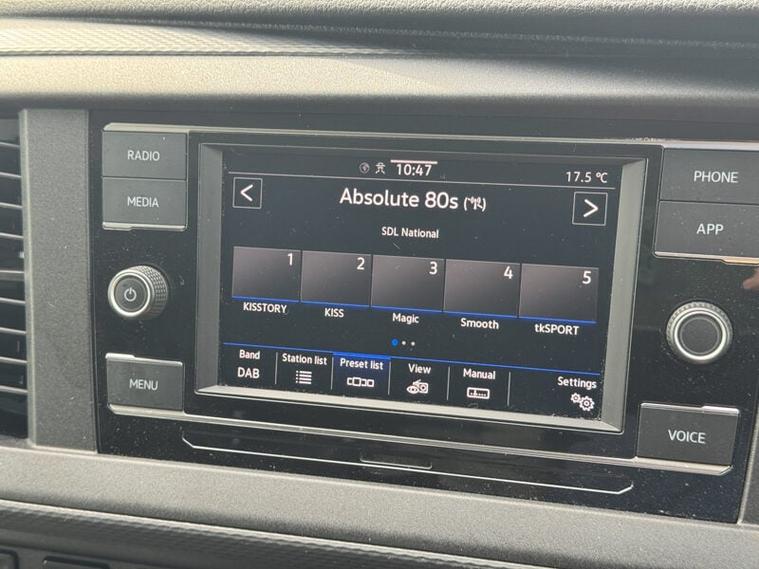 RADIO
MEDIA
MENU
10:47
17.5 °C
<
Absolute 80s
>
SDL National
1 2 3 4 5
KISSTORY KISS Magic Smooth tkSPORT
Band Station list Preset list View Manual Settings
DAB
PHONE
APP
VOICE